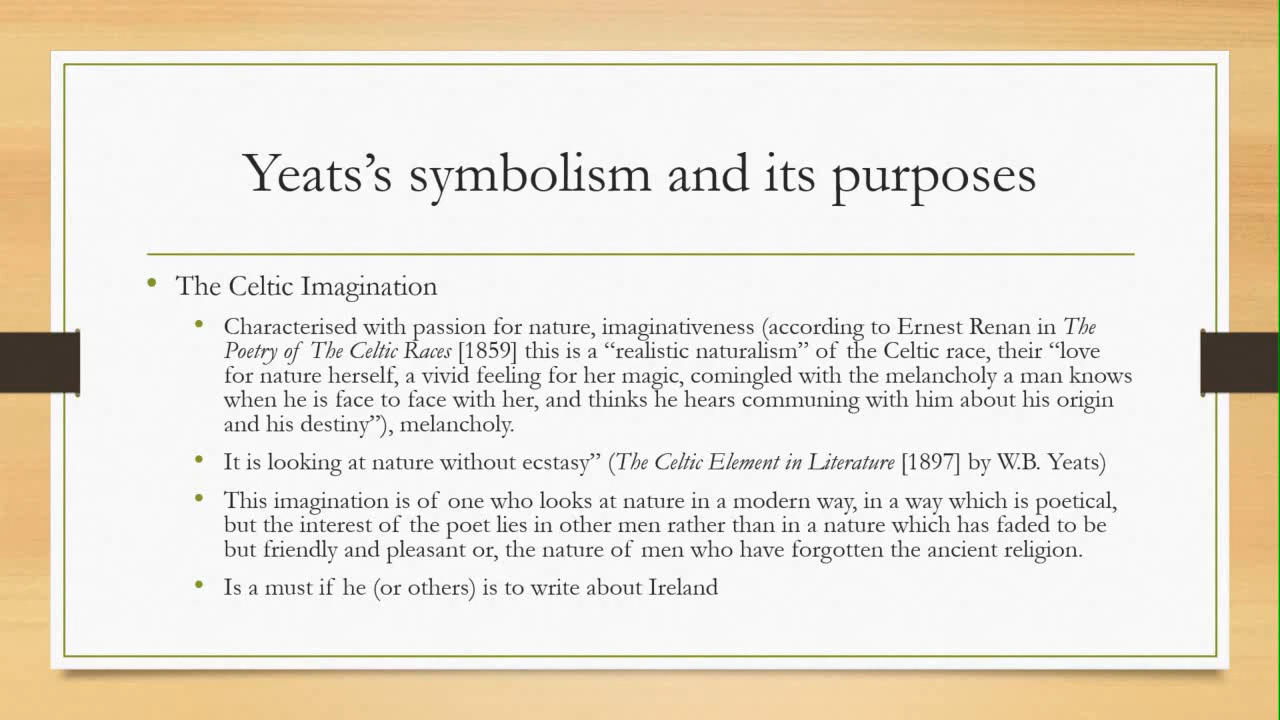 Yeats’s symbolism and its purposes
• The Celtic Imagination
• Characterised with passion for nature, imaginativeness (according to Ernest Renan in The
Poetry of The Celtic Races [1859] this is a “realistic naturalism” of the Celtic race, their “love
for nature herself, a vivid feeling for her magic, comingled with the melancholy a man knows
when he is face to face with her, and thinks he hears communing with him about his origin
and his destiny”), melancholy.
• It is looking at nature without ecstasy” (The Celtic Element in Literature [1897] by W.B. Yeats)
• This imagination is of one who looks at nature in a modern way, in a way which is poetical,
but the interest of the poet lies in other men rather than in a nature which has faded to be
but friendly and pleasant or, the nature of men who have forgotten the ancient religion.
• Is a must if he (or others) is to write about Ireland